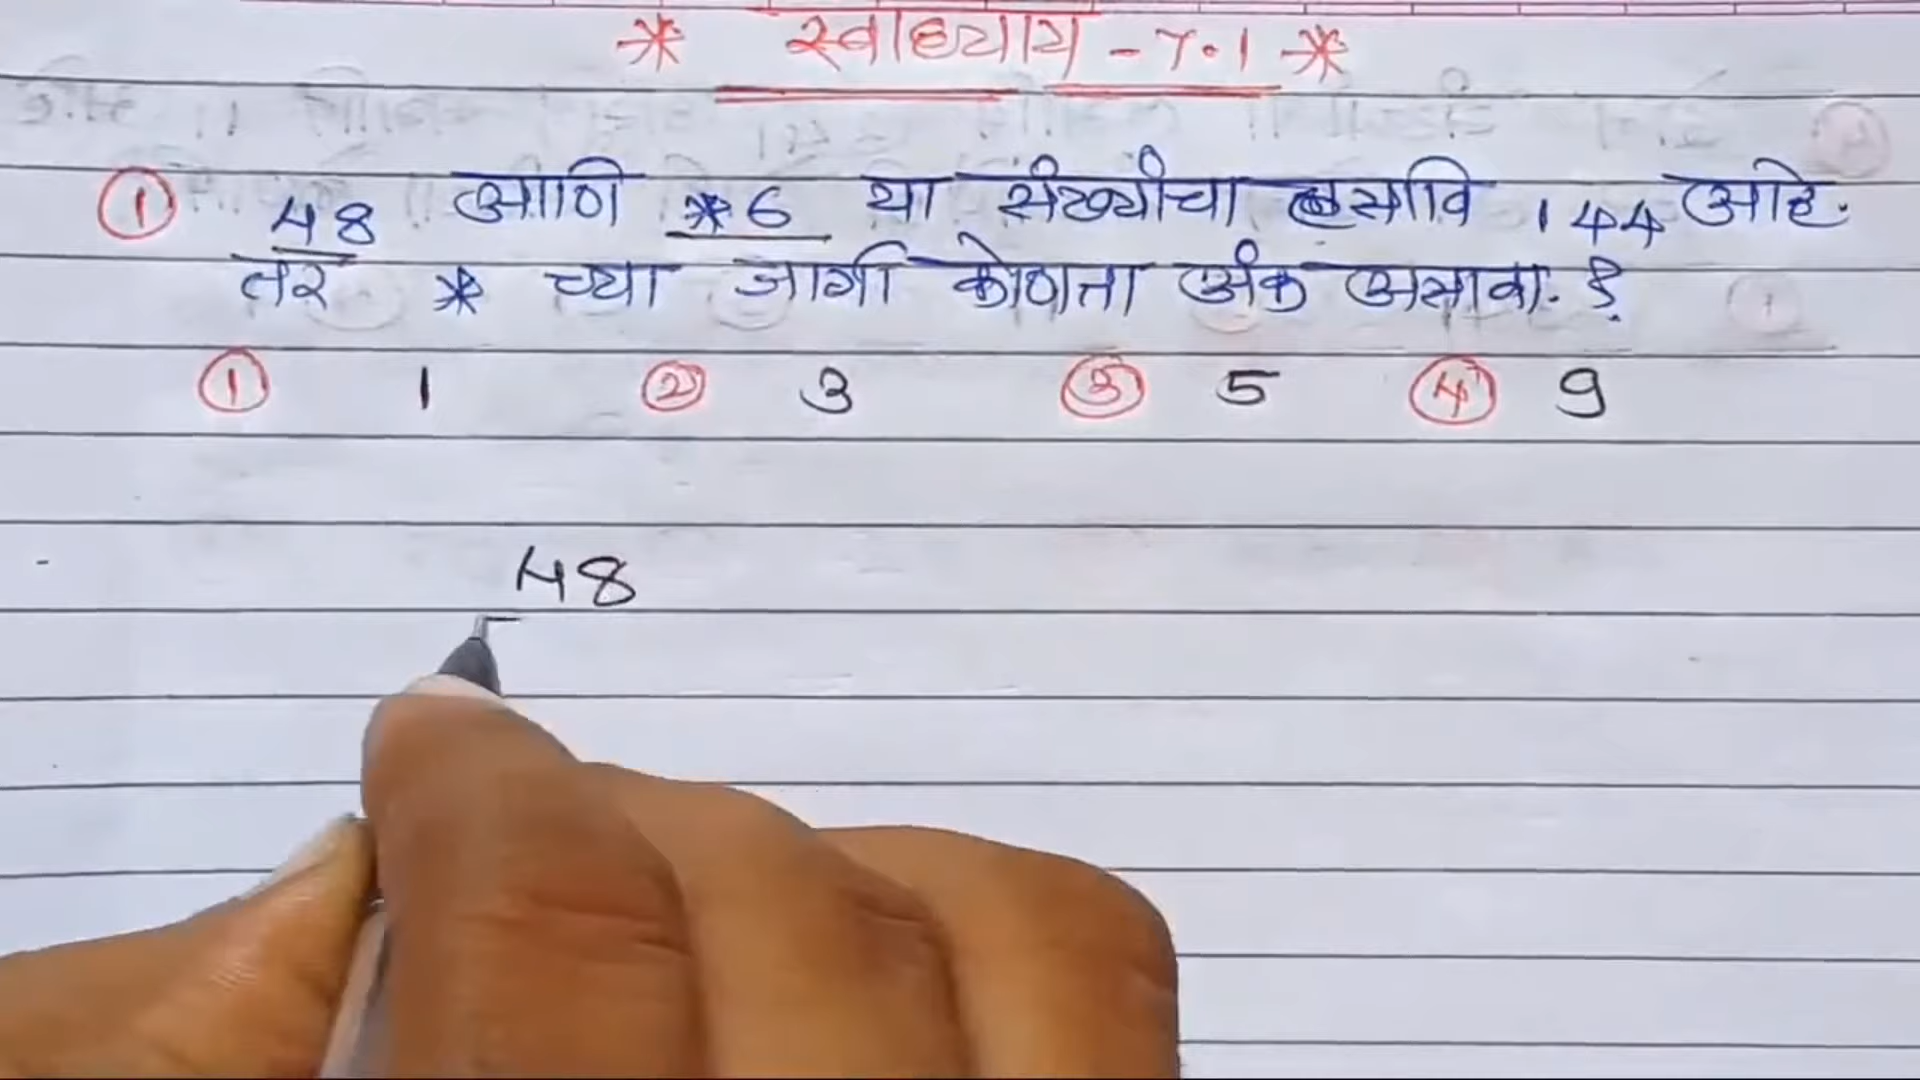 * स्वाध्याय - 7.1 *
① 48 आणि *6 या संख्यांचा लसावि 144 आहे.
तर * च्या जागी कोणता अंक असावा. ?
① 1 ② 3 ③ 5 ④ 9
48